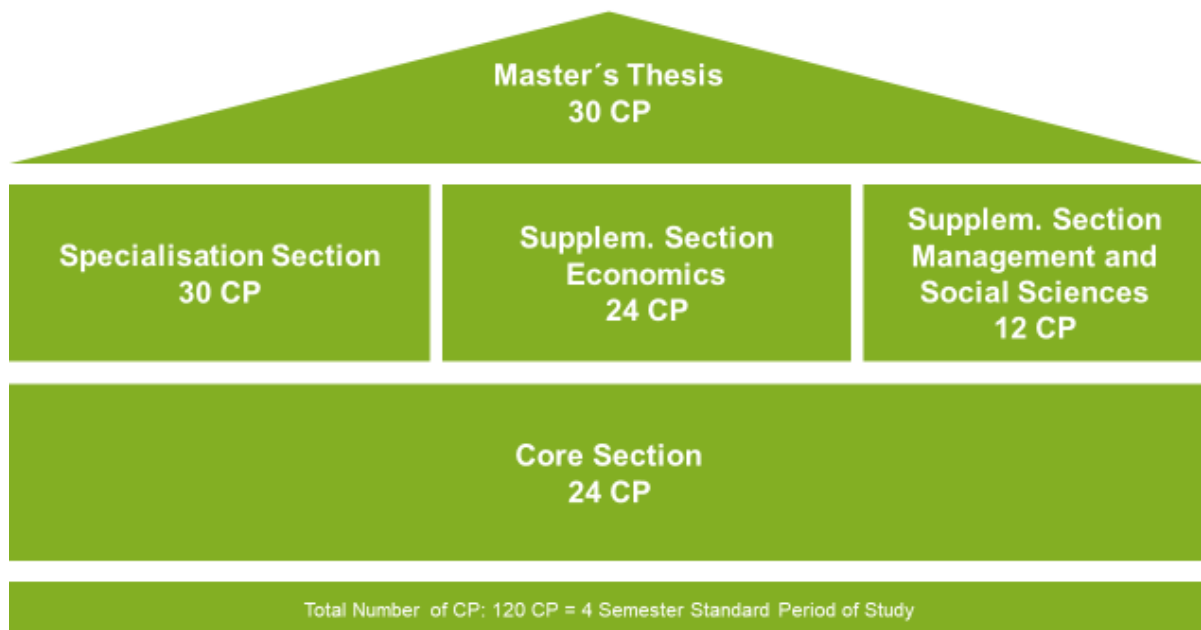 Master´s Thesis
30 CP
Specialisation Section
30 CP
Supplem. Section
Economics
24 CP
Supplem. Section
Management and
Social Sciences
12 CP
Core Section
24 CP
Total Number of CP: 120 CP = 4 Semester Standard Period of Study